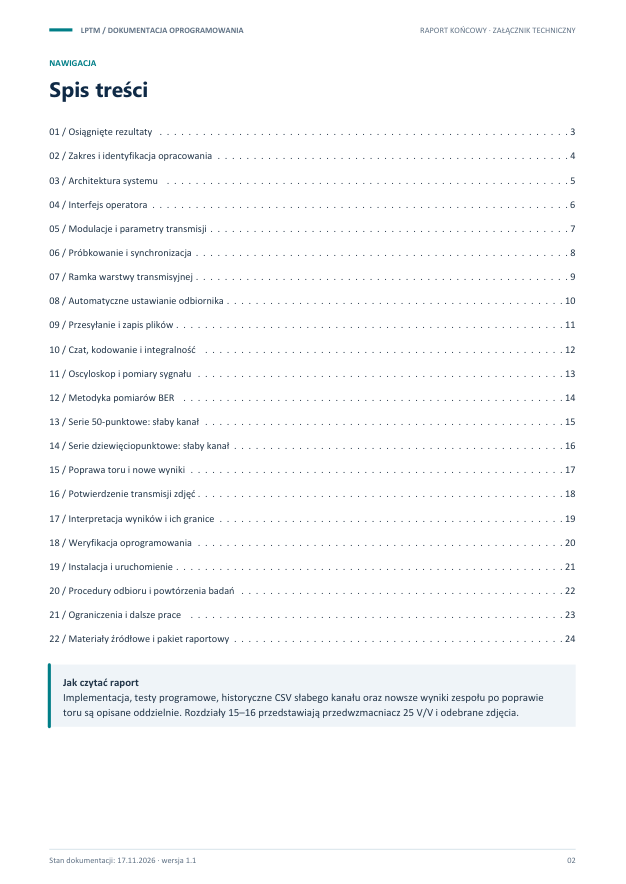 LPTM / DOKUMENTACJA OPROGRAMOWANIA
RAPORT KOŃCOWY · ZAŁĄCZNIK TECHNICZNY
NAWIGACJA
Spis treści
01 / Osiągnięte rezultaty . . . . . . . . . . . . . . . . . . . . 3
02 / Zakres i identyfikacja opracowania . . . . . . . . . . . . . . . . . . . . 4
03 / Architektura systemu . . . . . . . . . . . . . . . . . . . . 5
04 / Interfejs operatora . . . . . . . . . . . . . . . . . . . . 6
05 / Modulacje i parametry transmisji . . . . . . . . . . . . . . . . . . . . 7
06 / Próbkowanie i synchronizacja . . . . . . . . . . . . . . . . . . . . 8
07 / Ramka warstwy transmisyjnej . . . . . . . . . . . . . . . . . . . . 9
08 / Automatyczne ustawianie odbiornika . . . . . . . . . . . . . . . . . . . . 10
09 / Przesyłanie i zapis plików . . . . . . . . . . . . . . . . . . . . 11
10 / Czat, kodowanie i integralność . . . . . . . . . . . . . . . . . . . . 12
11 / Oscyloskop i pomiary sygnału . . . . . . . . . . . . . . . . . . . . 13
12 / Metodyka pomiarów BER . . . . . . . . . . . . . . . . . . . . 14
13 / Serie 50-punktowe: słaby kanał . . . . . . . . . . . . . . . . . . . . 15
14 / Serie dziewięciopunktowe: słaby kanał . . . . . . . . . . . . . . . . . . . . 16
15 / Poprawa toru i nowe wyniki . . . . . . . . . . . . . . . . . . . . 17
16 / Potwierdzenie transmisji zdjęć . . . . . . . . . . . . . . . . . . . . 18
17 / Interpretacja wyników i ich granice . . . . . . . . . . . . . . . . . . . . 19
18 / Weryfikacja oprogramowania . . . . . . . . . . . . . . . . . . . . 20
19 / Instalacja i uruchomienie . . . . . . . . . . . . . . . . . . . . 21
20 / Procedury odbioru i powtórzenia badań . . . . . . . . . . . . . . . . . . . . 22
21 / Ograniczenia i dalsze prace . . . . . . . . . . . . . . . . . . . . 23
22 / Materiały źródłowe i pakiet raportowy . . . . . . . . . . . . . . . . . . . . 24
Jak czytać raport
Implementacja, testy programowe, historyczne CSV słabego kanału oraz nowsze wyniki zespołu po poprawie
toru są opisane oddzielnie. Rozdziały 15–16 przedstawiają przedwzmacniacz 25 V/V i odebrane zdjęcia.
Stan dokumentacji: 17.11.2026 · wersja 1.1
02